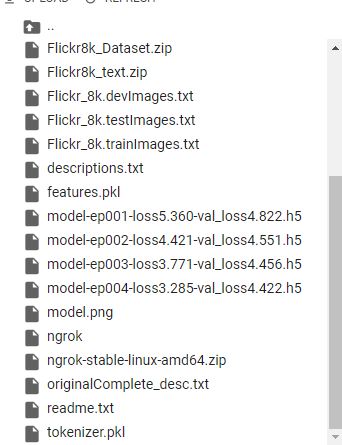 ..
Flickr8k_Dataset.zip
Flickr8k_text.zip
Flickr_8k.devImages.txt
Flickr_8k.testImages.txt
Flickr_8k.trainImages.txt
descriptions.txt
features.pkl
model-ep001-loss5.360-val_loss4.822.h5
model-ep002-loss4.421-val_loss4.551.h5
model-ep003-loss3.771-val_loss4.456.h5
model-ep004-loss3.285-val_loss4.422.h5
model.png
ngrok
ngrok-stable-linux-amd64.zip
originalComplete_desc.txt
readme.txt
tokenizer.pkl